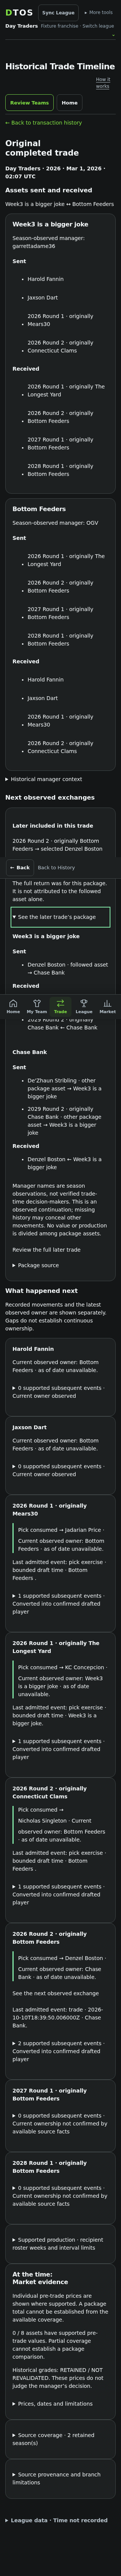 DTOS
Sync League
▸ More tools
Day Traders Fixture franchise · Switch league
Historical Trade Timeline
How it
works
Review Teams
Home
← Back to transaction history
Original
completed trade
Day Traders · 2026 · Mar 1, 2026 ·
02:07 UTC
Assets sent and received
Week3 is a bigger joke ↔ Bottom Feeders
Week3 is a bigger joke
Season-observed manager:
garrettadame36
Sent
• Harold Fannin
• Jaxson Dart
2026 Round 1 · originally
• Mears30
2026 Round 2 · originally
• Connecticut Clams
Received
2026 Round 1 · originally The
• Longest Yard
2026 Round 2 · originally
• Bottom Feeders
2027 Round 1 · originally
• Bottom Feeders
2028 Round 1 · originally
• Bottom Feeders
Bottom Feeders
Season-observed manager: OGV
Sent
2026 Round 1 · originally The
• Longest Yard
2026 Round 2 · originally
• Bottom Feeders
2027 Round 1 · originally
• Bottom Feeders
2028 Round 1 · originally
• Bottom Feeders
Received
• Harold Fannin
• Jaxson Dart
2026 Round 1 · originally
• Mears30
2026 Round 2 · originally
• Connecticut Clams
▸ Historical manager context
Next observed exchanges
Later included in this trade
2026 Round 2 · originally Bottom
Feeders → selected Denzel Boston
← Back
Back to History
The full return was for this package.
It is not attributed to the followed
asset alone.
▾ See the later trade's package
Week3 is a bigger joke
Sent
• Denzel Boston · followed asset
→ Chase Bank
Received
Home
My Team
Trade
League
Market
Chase Bank ← Chase Bank
Chase Bank
Sent
• De'Zhaun Stribling · other
package asset → Week3 is a
bigger joke
• 2029 Round 2 · originally
Chase Bank · other package
asset → Week3 is a bigger
joke
Received
• Denzel Boston ← Week3 is a
bigger joke
Manager names are season
observations, not verified trade-
time decision-makers. This is an
observed continuation; missing
history may conceal other
movements. No value or production
is divided among package assets.
Review the full later trade
▸ Package source
What happened next
Recorded movements and the latest
observed owner are shown separately.
Gaps do not establish continuous
ownership.
Harold Fannin
Current observed owner: Bottom
Feeders · as of date unavailable.
▸ 0 supported subsequent events ·
Current owner observed
Jaxson Dart
Current observed owner: Bottom
Feeders · as of date unavailable.
▸ 0 supported subsequent events ·
Current owner observed
2026 Round 1 · originally
Mears30
Pick consumed → Jadarian Price ·
Current observed owner: Bottom
Feeders · as of date unavailable.
Last admitted event: pick exercise ·
bounded draft time · Bottom
Feeders .
▸ 1 supported subsequent events ·
Converted into confirmed drafted
player
2026 Round 1 · originally The
Longest Yard
Pick consumed → KC Concepcion ·
Current observed owner: Week3
is a bigger joke · as of date
unavailable.
Last admitted event: pick exercise ·
bounded draft time · Week3 is a
bigger joke.
▸ 1 supported subsequent events ·
Converted into confirmed drafted
player
2026 Round 2 · originally
Connecticut Clams
Pick consumed →
Nicholas Singleton · Current
observed owner: Bottom Feeders
· as of date unavailable.
Last admitted event: pick exercise ·
bounded draft time · Bottom
Feeders .
▸ 1 supported subsequent events ·
Converted into confirmed drafted
player
2026 Round 2 · originally
Bottom Feeders
Pick consumed → Denzel Boston ·
Current observed owner: Chase
Bank · as of date unavailable.
See the next observed exchange
Last admitted event: trade · 2026-
10-10T18:39:50.006000Z · Chase
Bank.
▸ 2 supported subsequent events ·
Converted into confirmed drafted
player
2027 Round 1 · originally
Bottom Feeders
▸ 0 supported subsequent events ·
Current ownership not confirmed by
available source facts
2028 Round 1 · originally
Bottom Feeders
▸ 0 supported subsequent events ·
Current ownership not confirmed by
available source facts
▸ Supported production · recipient
roster weeks and interval limits
At the time:
Market evidence
Individual pre-trade prices are
shown where supported. A package
total cannot be established from the
available coverage.
0 / 8 assets have supported pre-
trade values. Partial coverage
cannot establish a package
comparison.
Historical grades: RETAINED / NOT
REVALIDATED. These prices do not
judge the manager's decision.
▸ Prices, dates and limitations
▸ Source coverage · 2 retained
season(s)
▸ Source provenance and branch
limitations
▸ League data · Time not recorded